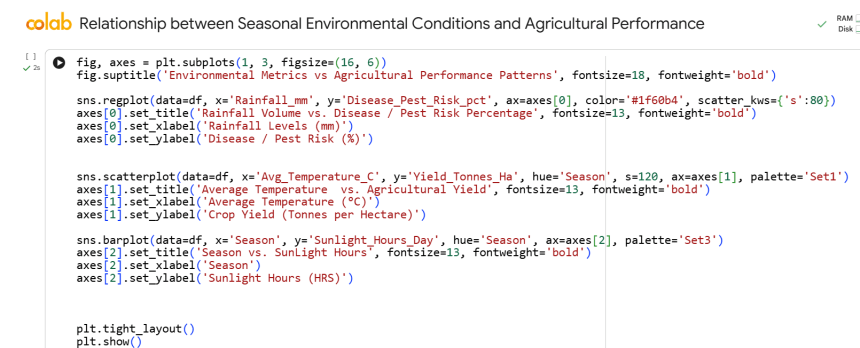 colab Relationship between Seasonal Environmental Conditions and Agricultural Performance
RAM
Disk
[ ]
2s
fig, axes = plt.subplots(1, 3, figsize=(16, 6))
fig.suptitle('Environmental Metrics vs Agricultural Performance Patterns', fontsize=18, fontweight='bold')
sns.regplot(data=df, x='Rainfall_mm', y='Disease_Pest_Risk_pct', ax=axes[0], color='#1f60b4', scatter_kws={'s':80})
axes[0].set_title('Rainfall Volume vs. Disease / Pest Risk Percentage', fontsize=13, fontweight='bold')
axes[0].set_xlabel('Rainfall Levels (mm)')
axes[0].set_ylabel('Disease / Pest Risk (%)')
sns.scatterplot(data=df, x='Avg_Temperature_C', y='Yield_Tonnes_Ha', hue='Season', s=120, ax=axes[1], palette='Set1')
axes[1].set_title('Average Temperature  vs. Agricultural Yield', fontsize=13, fontweight='bold')
axes[1].set_xlabel('Average Temperature (°C)')
axes[1].set_ylabel('Crop Yield (Tonnes per Hectare)')
sns.barplot(data=df, x='Season', y='Sunlight_Hours_Day', hue='Season', ax=axes[2], palette='Set3')
axes[2].set_title('Season vs. SunLight Hours', fontsize=13, fontweight='bold')
axes[2].set_xlabel('Season')
axes[2].set_ylabel('Sunlight Hours (HRS)')
plt.tight_layout()
plt.show()